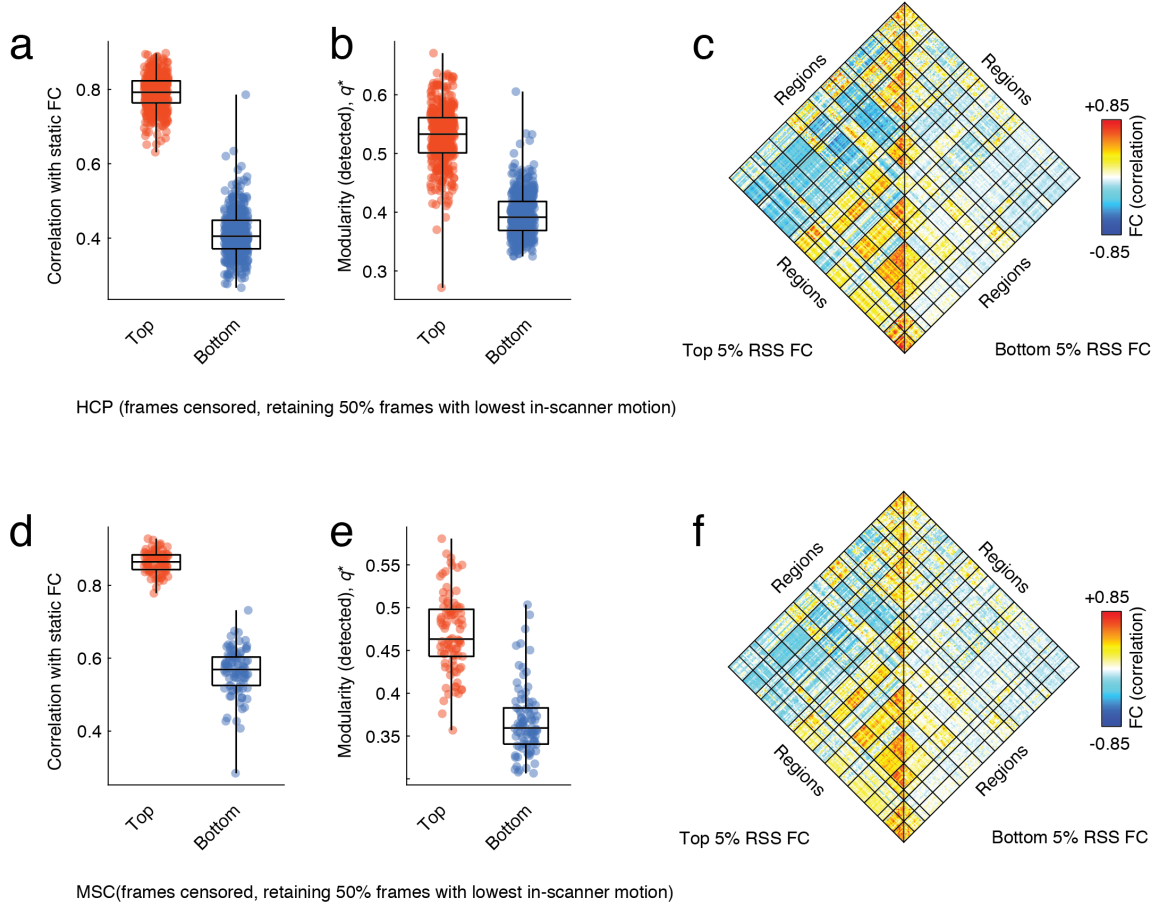 a
Correlation with static FC
0.8
0.6
0.4
Top
Bottom
b
Modularity (detected), q*
0.6
0.5
0.4
0.3
Top
Bottom
c
Regions
Regions
Regions
Regions
+0.85
FC (correlation)
-0.85
Top 5% RSS FC
Bottom 5% RSS FC
HCP (frames censored, retaining 50% frames with lowest in-scanner motion)
d
Correlation with static FC
0.8
0.6
0.4
Top
Bottom
e
Modularity (detected), q*
0.55
0.5
0.45
0.4
0.35
Top
Bottom
f
Regions
Regions
Regions
Regions
+0.85
FC (correlation)
-0.85
Top 5% RSS FC
Bottom 5% RSS FC
MSC(frames censored, retaining 50% frames with lowest in-scanner motion)